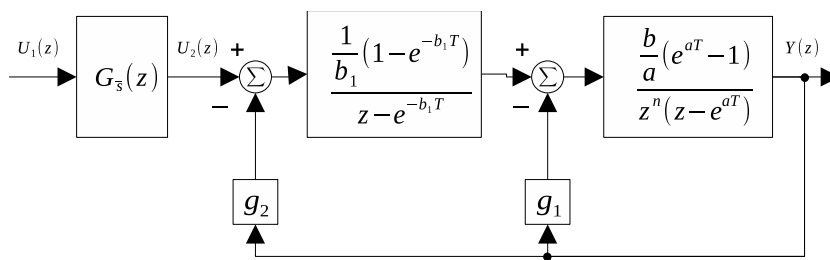 U₁(z)
G_s̄(z)
U₂(z)
+
−
Σ
1/b₁ (1−e^{−b₁T})
z−e^{−b₁T}
+
−
Σ
b/a (e^{aT}−1)
zⁿ(z−e^{aT})
Y(z)
g₂
g₁